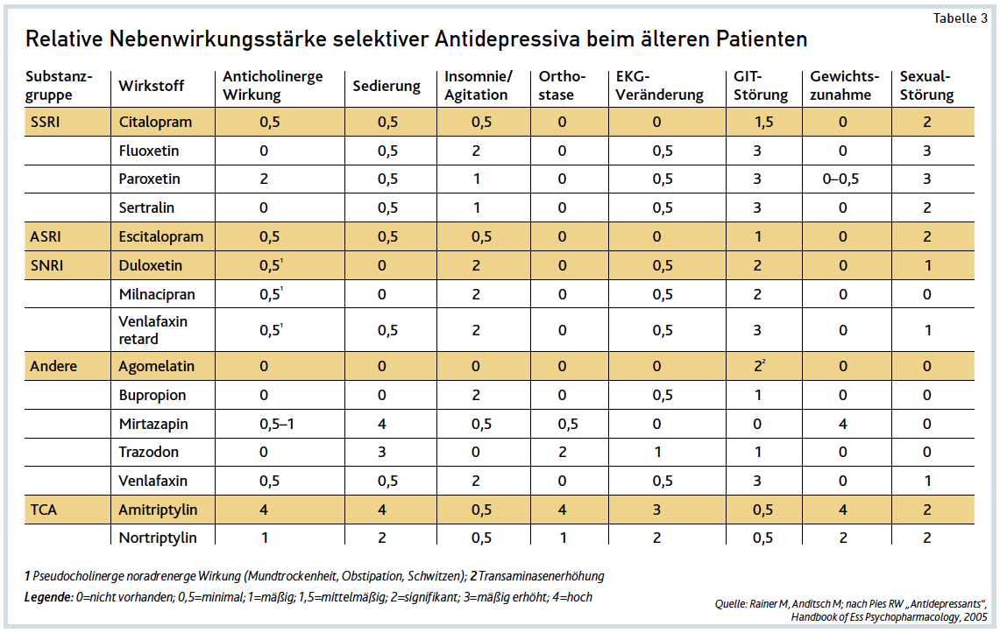 Tabelle 3
Relative Nebenwirkungsstärke selektiver Antidepressiva beim älteren Patienten
Substanz-gruppe Wirkstoff Anticholinerge Wirkung Sedierung Insomnie/Agitation Ortho-stase EKG-Veränderung GIT-Störung Gewichts-zunahme Sexual-Störung
SSRI Citalopram 0,5 0,5 0,5 0 0 1,5 0 2
Fluoxetin 0 0,5 2 0 0,5 3 0 3
Paroxetin 2 0,5 1 0 0,5 3 0–0,5 3
Sertralin 0 0,5 1 0 0,5 3 0 2
ASRI Escitalopram 0,5 0,5 0,5 0 0 1 0 2
SNRI Duloxetin 0,5¹ 0 2 0 0,5 2 0 1
Milnacipran 0,5¹ 0 2 0 0,5 2 0 0
Venlafaxin retard 0,5¹ 0,5 2 0 0,5 3 0 1
Andere Agomelatin 0 0 0 0 0 2² 0 0
Bupropion 0 0 2 0 0,5 1 0 0
Mirtazapin 0,5–1 4 0,5 0,5 0 0 4 0
Trazodon 0 3 0 2 1 1 0 0
Venlafaxin 0,5 0,5 2 0 0,5 3 0 1
TCA Amitriptylin 4 4 0,5 4 3 0,5 4 2
Nortriptylin 1 2 0,5 1 2 0,5 2 2
1 Pseudocholinerge noradrenerge Wirkung (Mundtrockenheit, Obstipation, Schwitzen); 2 Transaminasenerhöhung
Legende: 0=nicht vorhanden; 0,5=minimal; 1=mäßig; 1,5=mittelmäßig; 2=signifikant; 3=mäßig erhöht; 4=hoch
Quelle: Rainer M, Anditsch M; nach Pies RW „Antidepressants“,
Handbook of Ess Psychopharmacology, 2005